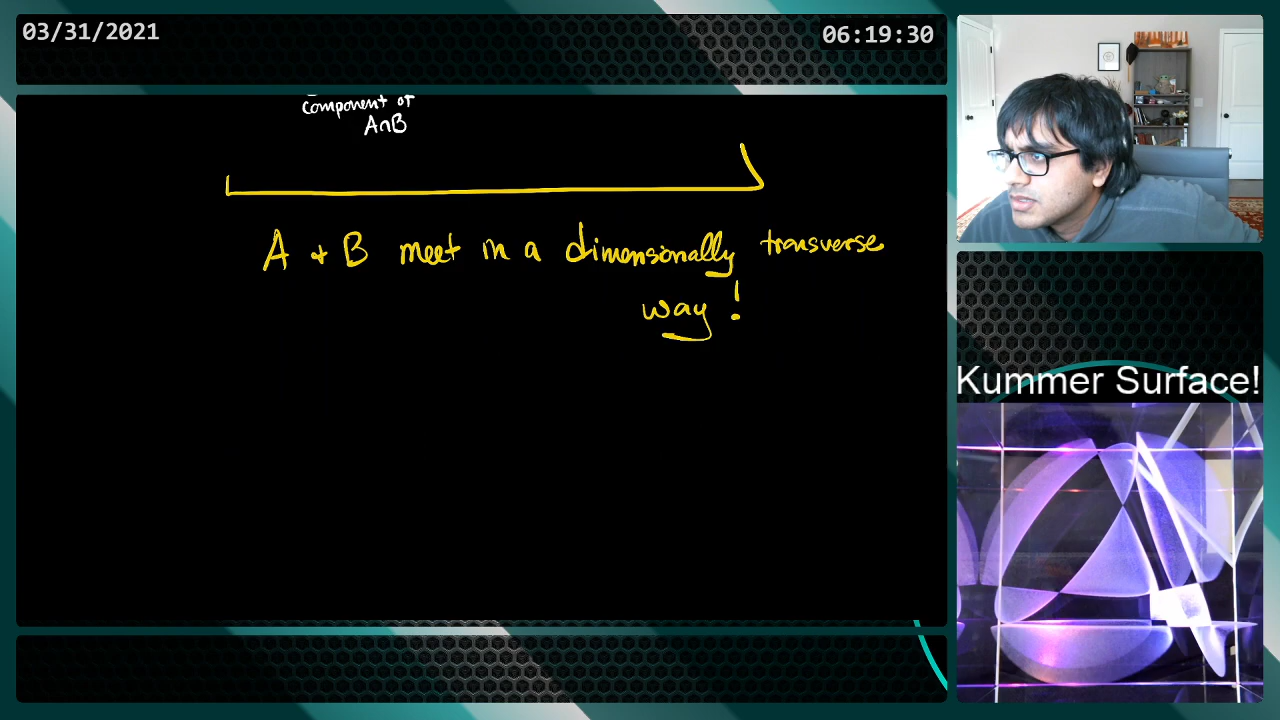 03/31/2021
06:19:30
component of
A∩B
A + B meet in a dimensionally transverse
way!
Kummer Surface!